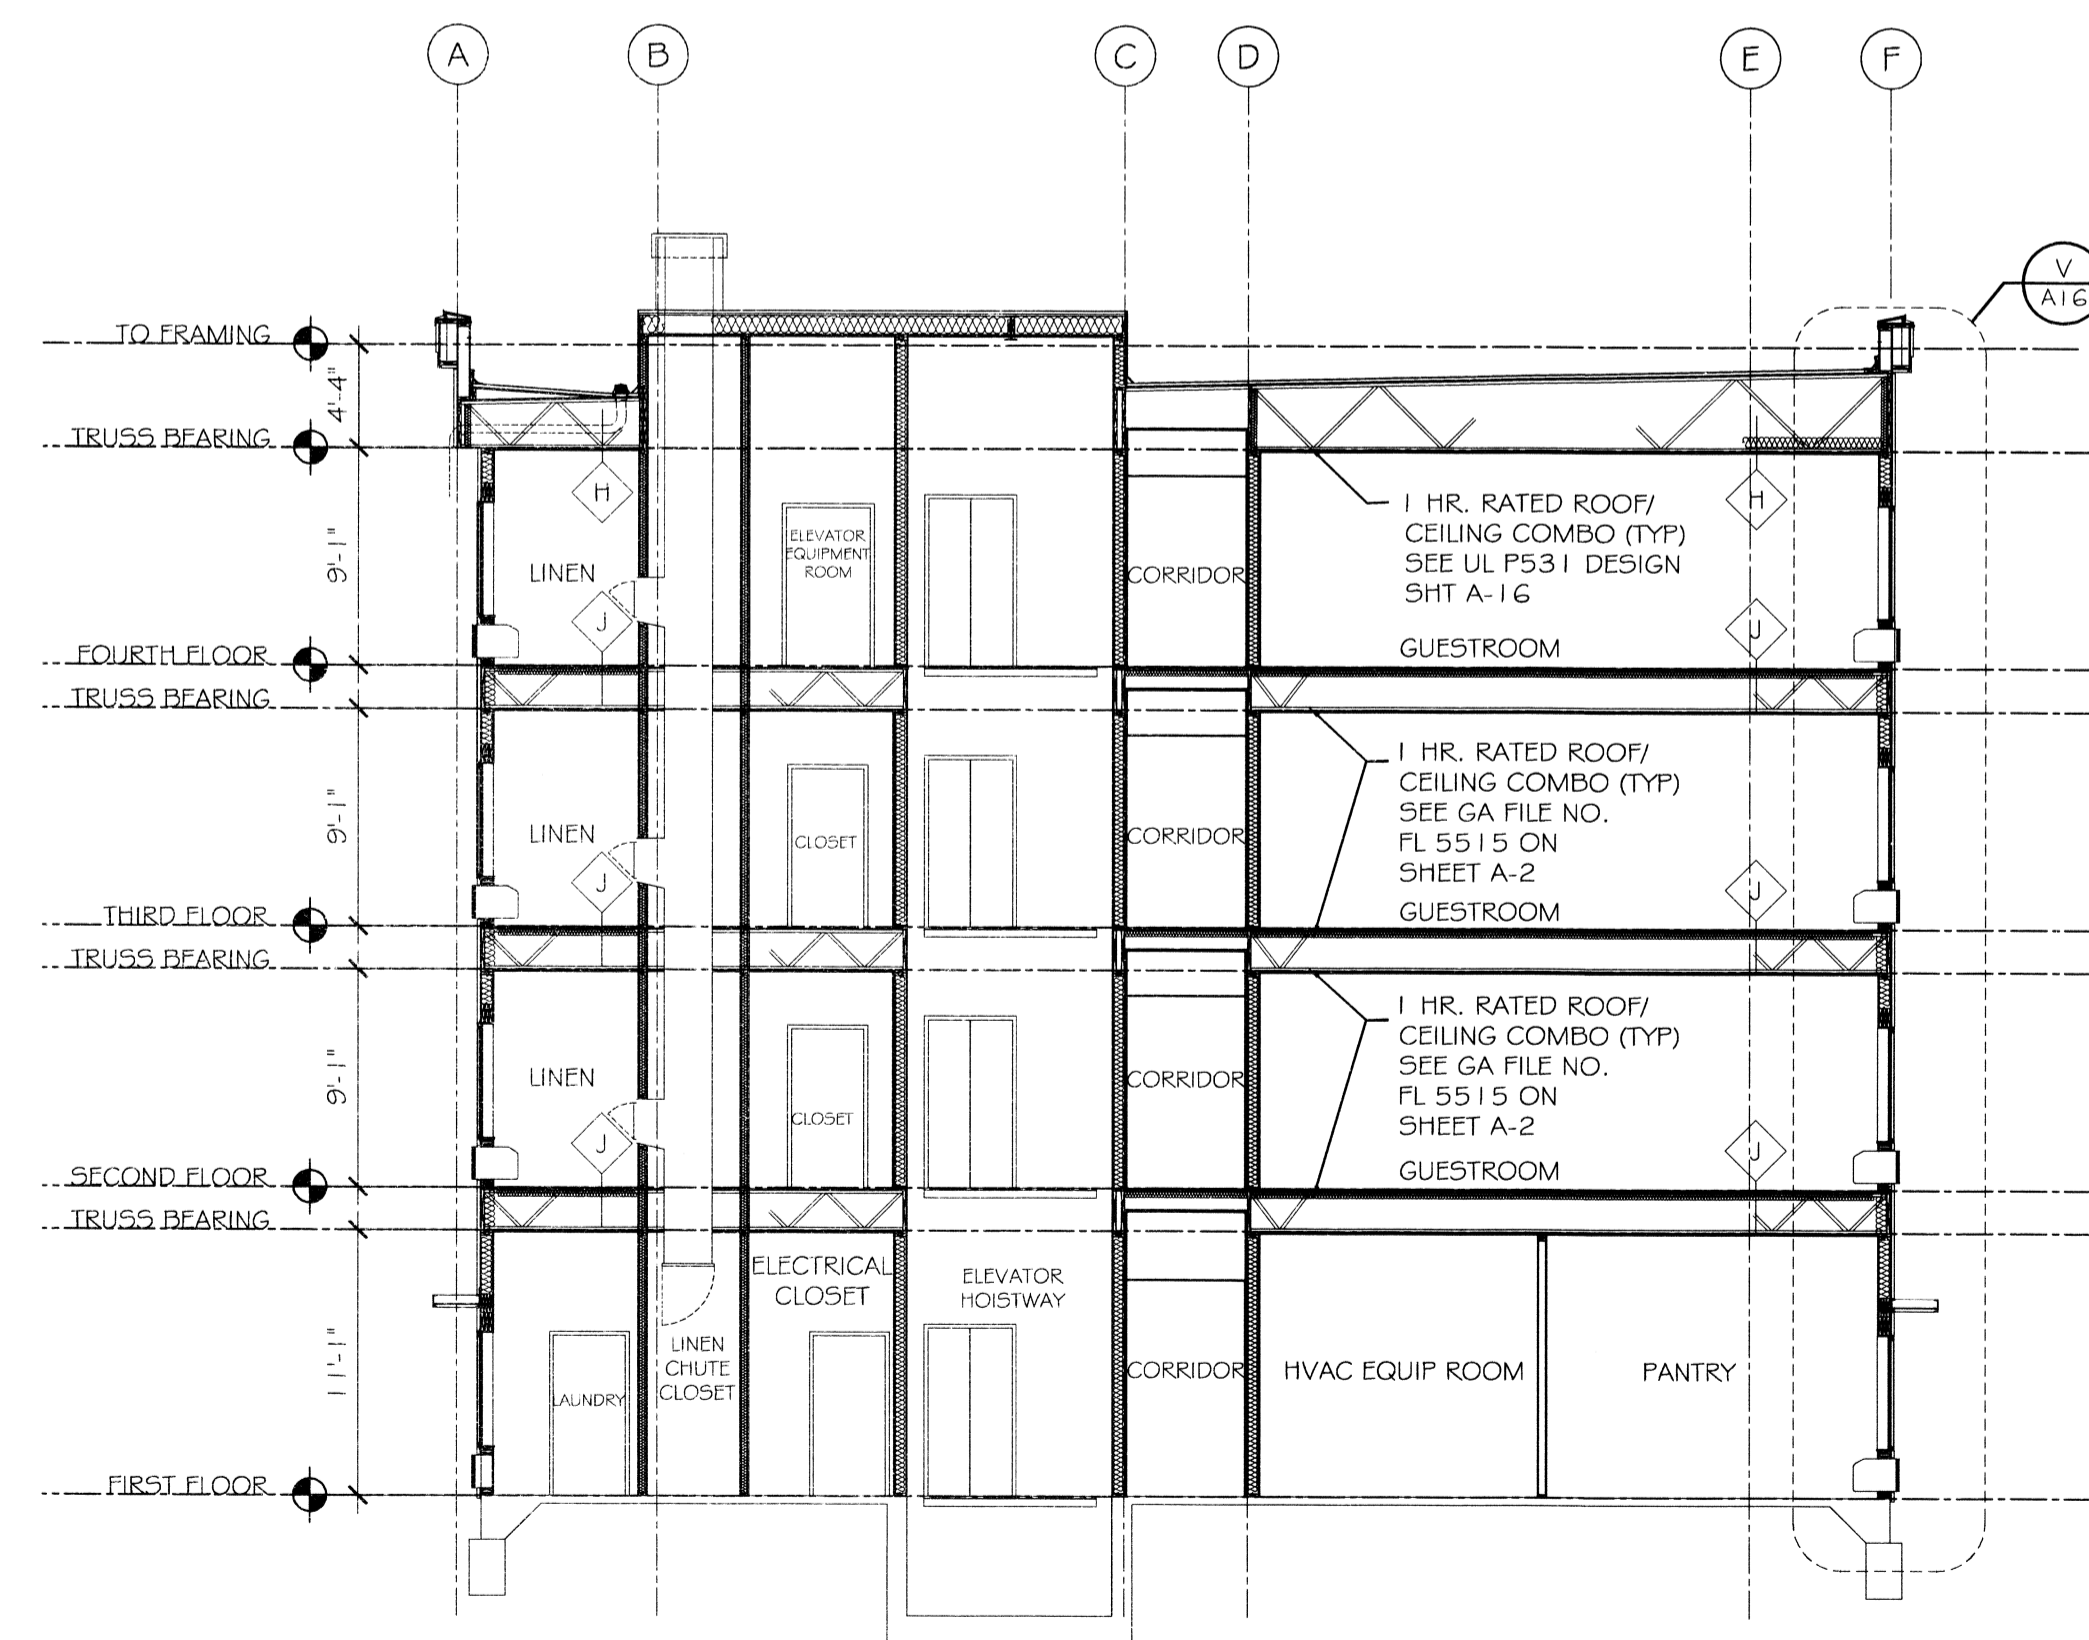 A B C D E F
V
A16
TO FRAMING
4'-4"
TRUSS BEARING
H
H
9'-1"
ELEVATOR
EQUIPMENT
ROOM
LINEN
CORRIDOR
1 HR. RATED ROOF/
CEILING COMBO (TYP)
SEE UL P531 DESIGN
SHT A-16
J
J
GUESTROOM
FOURTH FLOOR
TRUSS BEARING
9'-1"
LINEN
CLOSET
CORRIDOR
1 HR. RATED ROOF/
CEILING COMBO (TYP)
SEE GA FILE NO.
FL 5515 ON
SHEET A-2
J
J
GUESTROOM
THIRD FLOOR
TRUSS BEARING
9'-1"
LINEN
CLOSET
CORRIDOR
1 HR. RATED ROOF/
CEILING COMBO (TYP)
SEE GA FILE NO.
FL 5515 ON
SHEET A-2
J
J
GUESTROOM
SECOND FLOOR
TRUSS BEARING
11'-1"
ELECTRICAL
CLOSET
ELEVATOR
HOISTWAY
LAUNDRY
LINEN
CHUTE
CLOSET
CORRIDOR
HVAC EQUIP ROOM
PANTRY
FIRST FLOOR